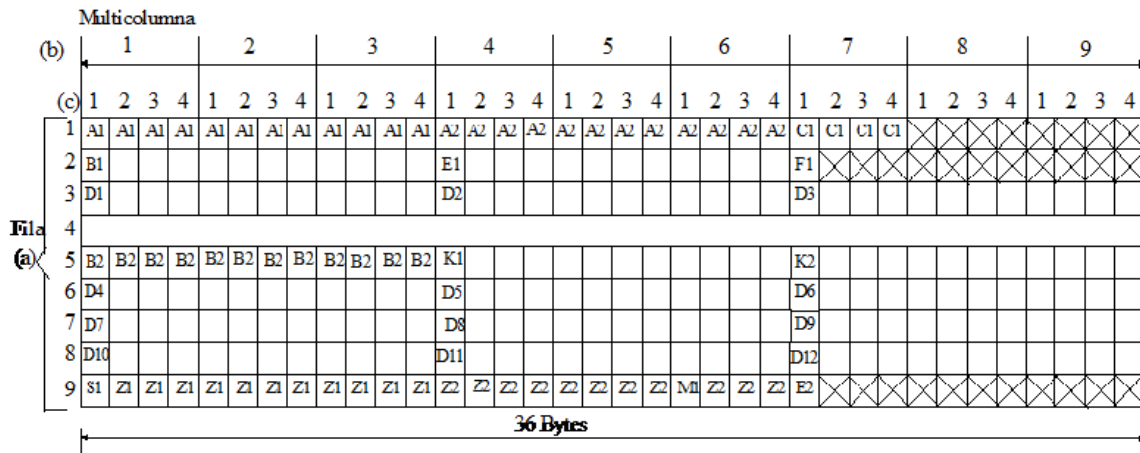 Multicolumna
(b) 1 2 3 4 5 6 7 8 9
(c) 1 2 3 4 1 2 3 4 1 2 3 4 1 2 3 4 1 2 3 4 1 2 3 4 1 2 3 4 1 2 3 4 1 2 3 4
1 A1 A1 A1 A1 A1 A1 A1 A1 A1 A1 A1 A1 A2 A2 A2 A2 A2 A2 A2 A2 A2 A2 A2 A2 C1 C1 C1 C1
2 B1 E1 F1
3 D1 D2 D3
Fila 4
(a) 5 B2 B2 B2 B2 B2 B2 B2 B2 B2 B2 B2 B2 K1 K2
6 D4 D5 D6
7 D7 D8 D9
8 D10 D11 D12
9 S1 Z1 Z1 Z1 Z1 Z1 Z1 Z1 Z1 Z1 Z1 Z1 Z2 Z2 Z2 Z2 Z2 Z2 Z2 Z2 M1 Z2 Z2 Z2 E2
36 Bytes